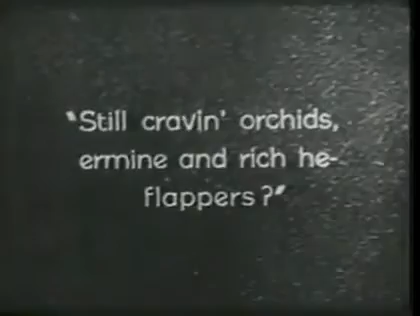 "Still cravin' orchids,
ermine and rich he-
flappers?"